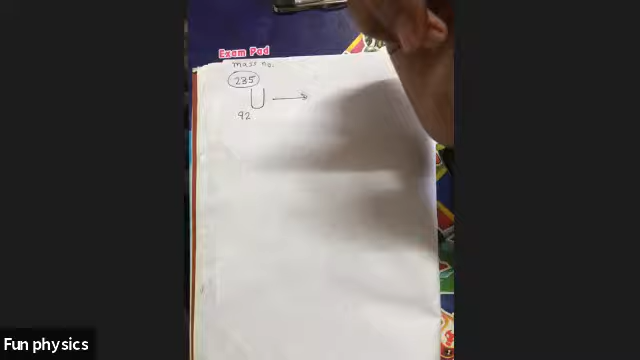 Exam Pad
mass no.
235
U →
92
Fun physics